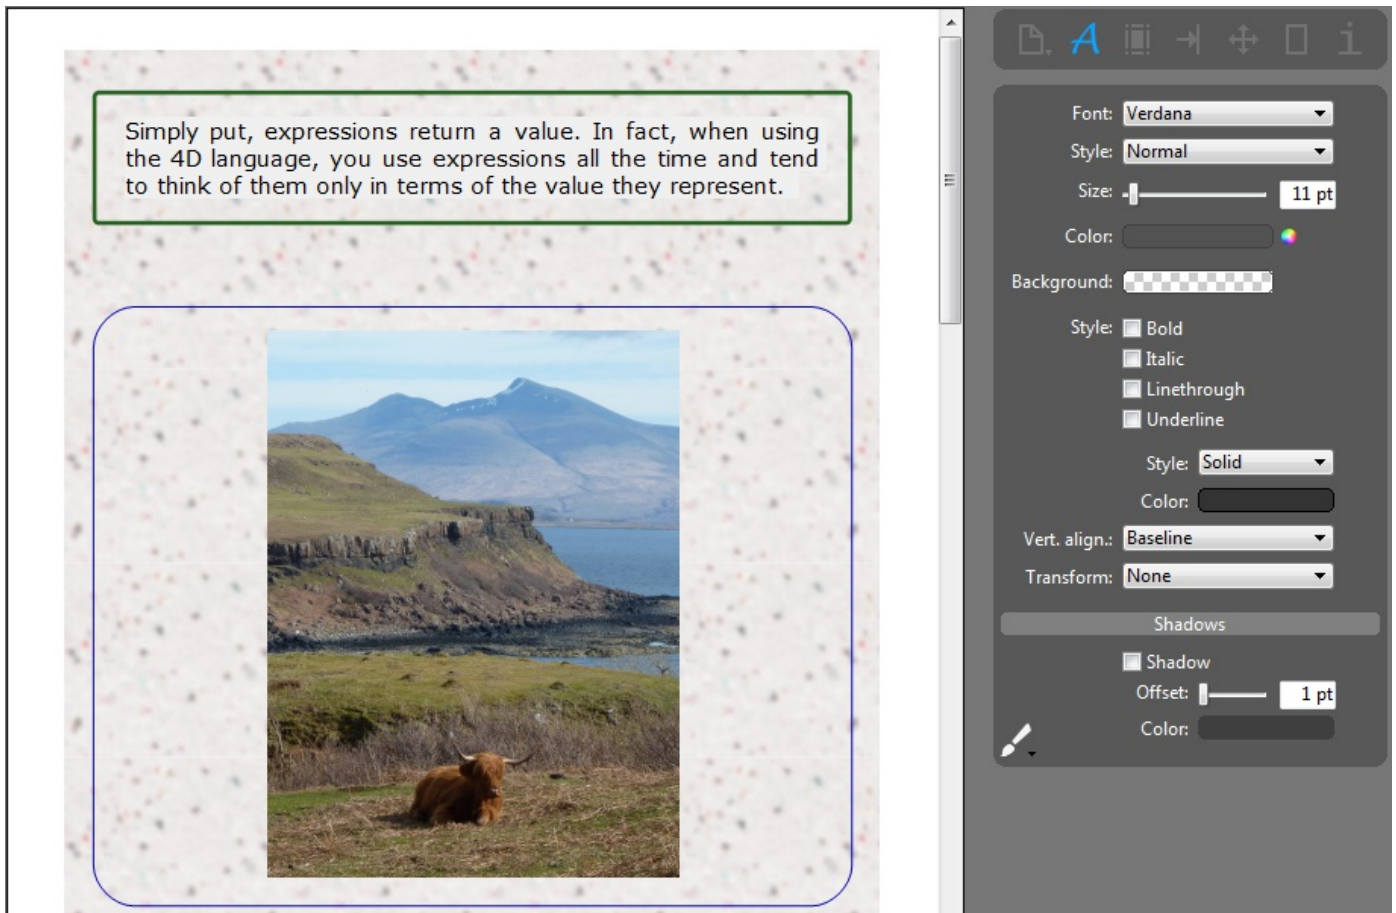 Simply put, expressions return a value. In fact, when using
the 4D language, you use expressions all the time and tend
to think of them only in terms of the value they represent.
Font: Verdana
Style: Normal
Size: 11 pt
Color:
Background:
Style: Bold
Italic
Linethrough
Underline
Style: Solid
Color:
Vert. align.: Baseline
Transform: None
Shadows
Shadow
Offset: 1 pt
Color: